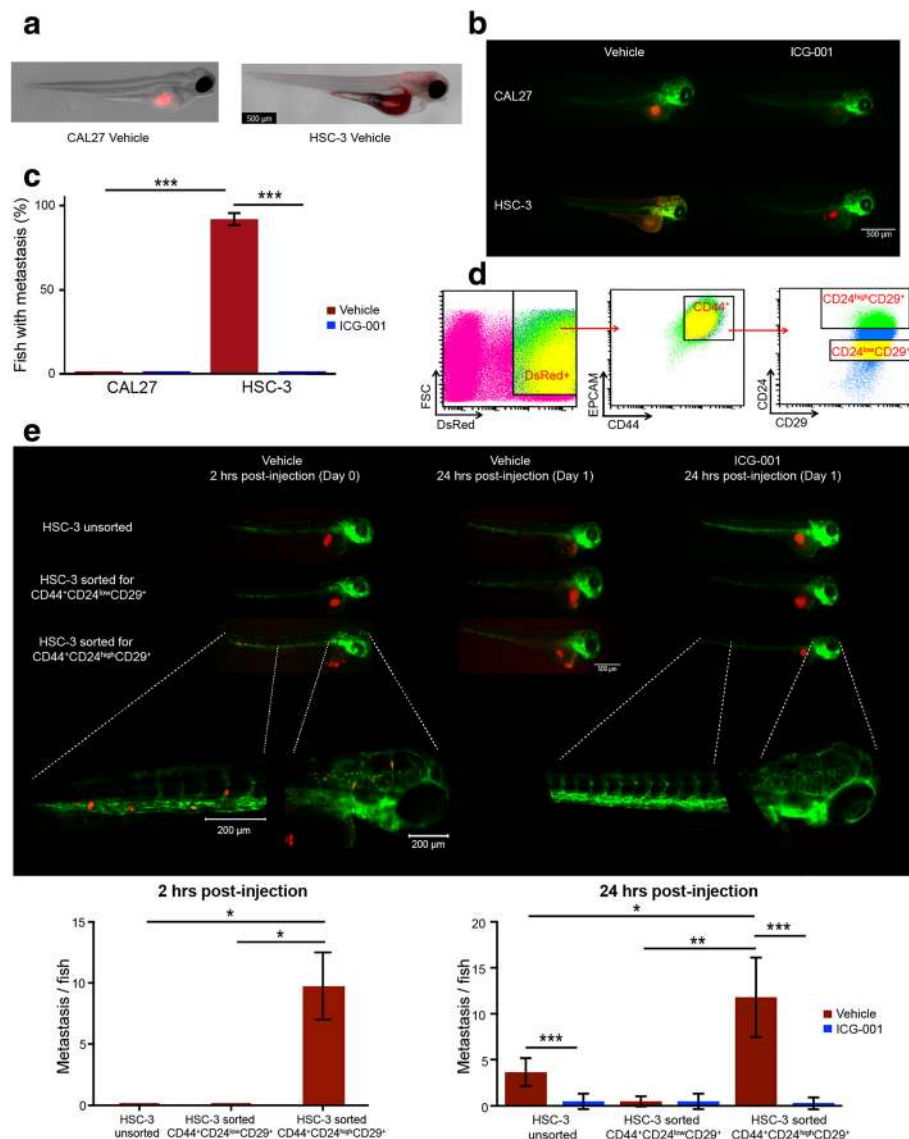 a
CAL27 Vehicle
500 µm
HSC-3 Vehicle
b
Vehicle
ICG-001
CAL27
HSC-3
500 µm
c
Fish with metastasis (%)
100
50
0
***
***
Vehicle
ICG-001
CAL27
HSC-3
d
FSC
DsRed+
DsRed
EPCAM
CD44⁺
CD44
CD24
CD24ʰⁱᵍʰCD29⁺
CD24ˡᵒʷCD29⁺
CD29
e
Vehicle
2 hrs post-injection (Day 0)
Vehicle
24 hrs post-injection (Day 1)
ICG-001
24 hrs post-injection (Day 1)
HSC-3 unsorted
HSC-3 sorted for
CD44⁺CD24ˡᵒʷCD29⁺
HSC-3 sorted for
CD44⁺CD24ʰⁱᵍʰCD29⁺
500 µm
200 µm
200 µm
2 hrs post-injection
Metastasis / fish
15
10
5
0
*
*
HSC-3
unsorted
HSC-3 sorted
CD44⁺CD24ˡᵒʷCD29⁺
HSC-3 sorted
CD44⁺CD24ʰⁱᵍʰCD29⁺
24 hrs post-injection
Metastasis / fish
20
15
10
5
0
*
**
***
***
Vehicle
ICG-001
HSC-3
unsorted
HSC-3 sorted
CD44⁺CD24ˡᵒʷCD29⁺
HSC-3 sorted
CD44⁺CD24ʰⁱᵍʰCD29⁺